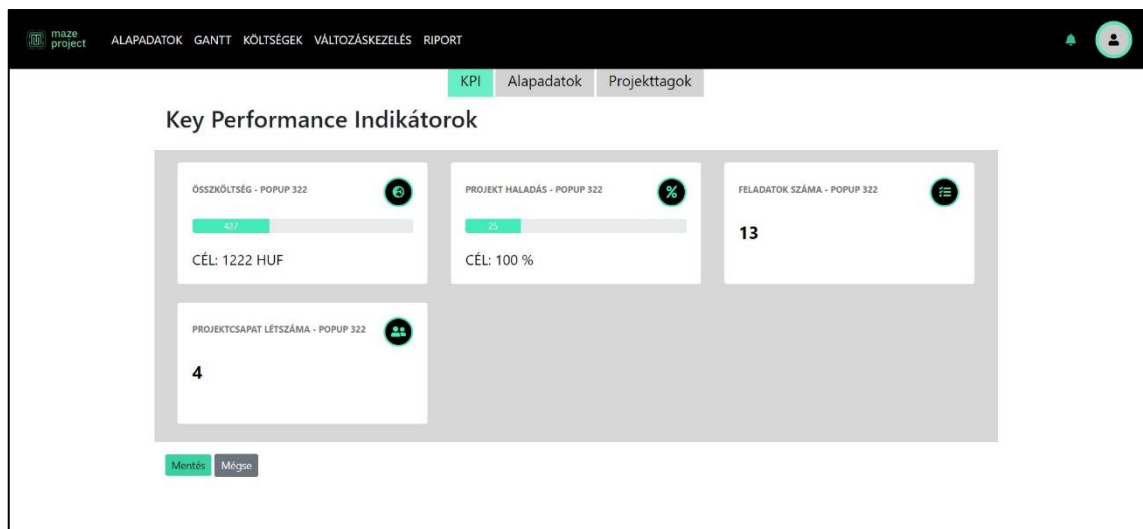 maze
project
ALAPADATOK GANTT KÖLTSÉGEK VÁLTOZÁSKEZELÉS RIPORT
KPI Alapadatok Projekttagok
Key Performance Indikátorok
ÖSSZKÖLTSÉG - POPUP 322
427
CÉL: 1222 HUF
PROJEKT HALADÁS - POPUP 322
%
25
CÉL: 100 %
FELADATOK SZÁMA - POPUP 322
13
PROJEKTCSAPAT LÉTSZÁMA - POPUP 322
4
Mentés Mégse